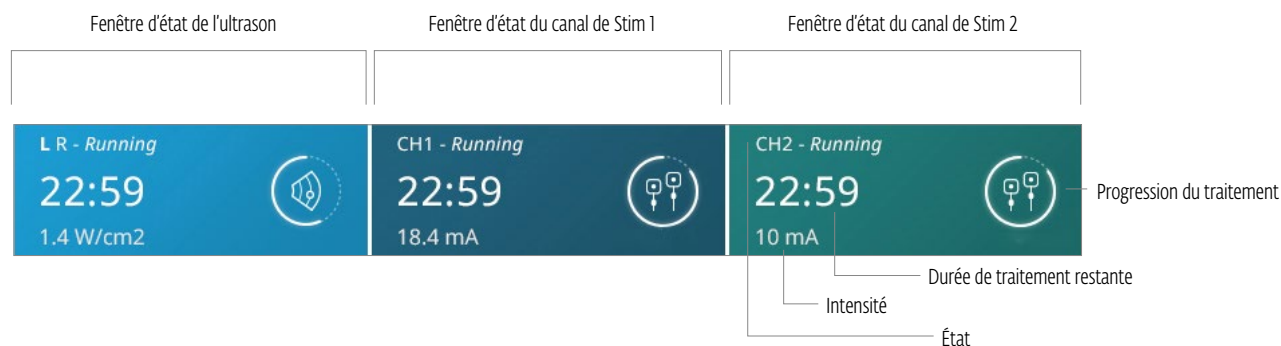 Fenêtre d'état de l'ultrason
Fenêtre d'état du canal de Stim 1
Fenêtre d'état du canal de Stim 2
L R - Running
22:59
1.4 W/cm2
CH1 - Running
22:59
18.4 mA
CH2 - Running
22:59
10 mA
Progression du traitement
Durée de traitement restante
Intensité
État